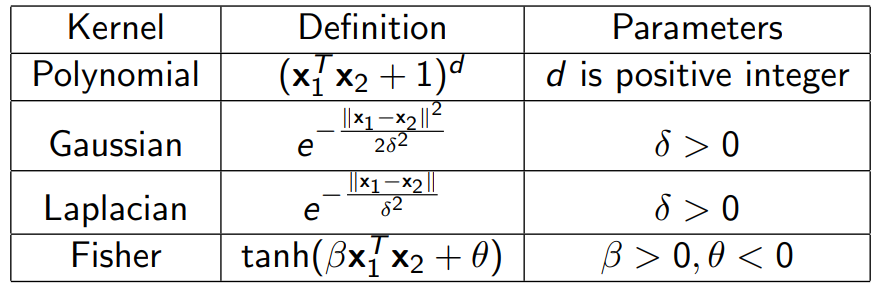 Kernel Definition Parameters
Polynomial (x₁ᵀx₂ + 1)ᵈ d is positive integer
Gaussian e^{−‖x₁−x₂‖²/2δ²} δ > 0
Laplacian e^{−‖x₁−x₂‖/δ²} δ > 0
Fisher tanh(βx₁ᵀx₂ + θ) β > 0, θ < 0